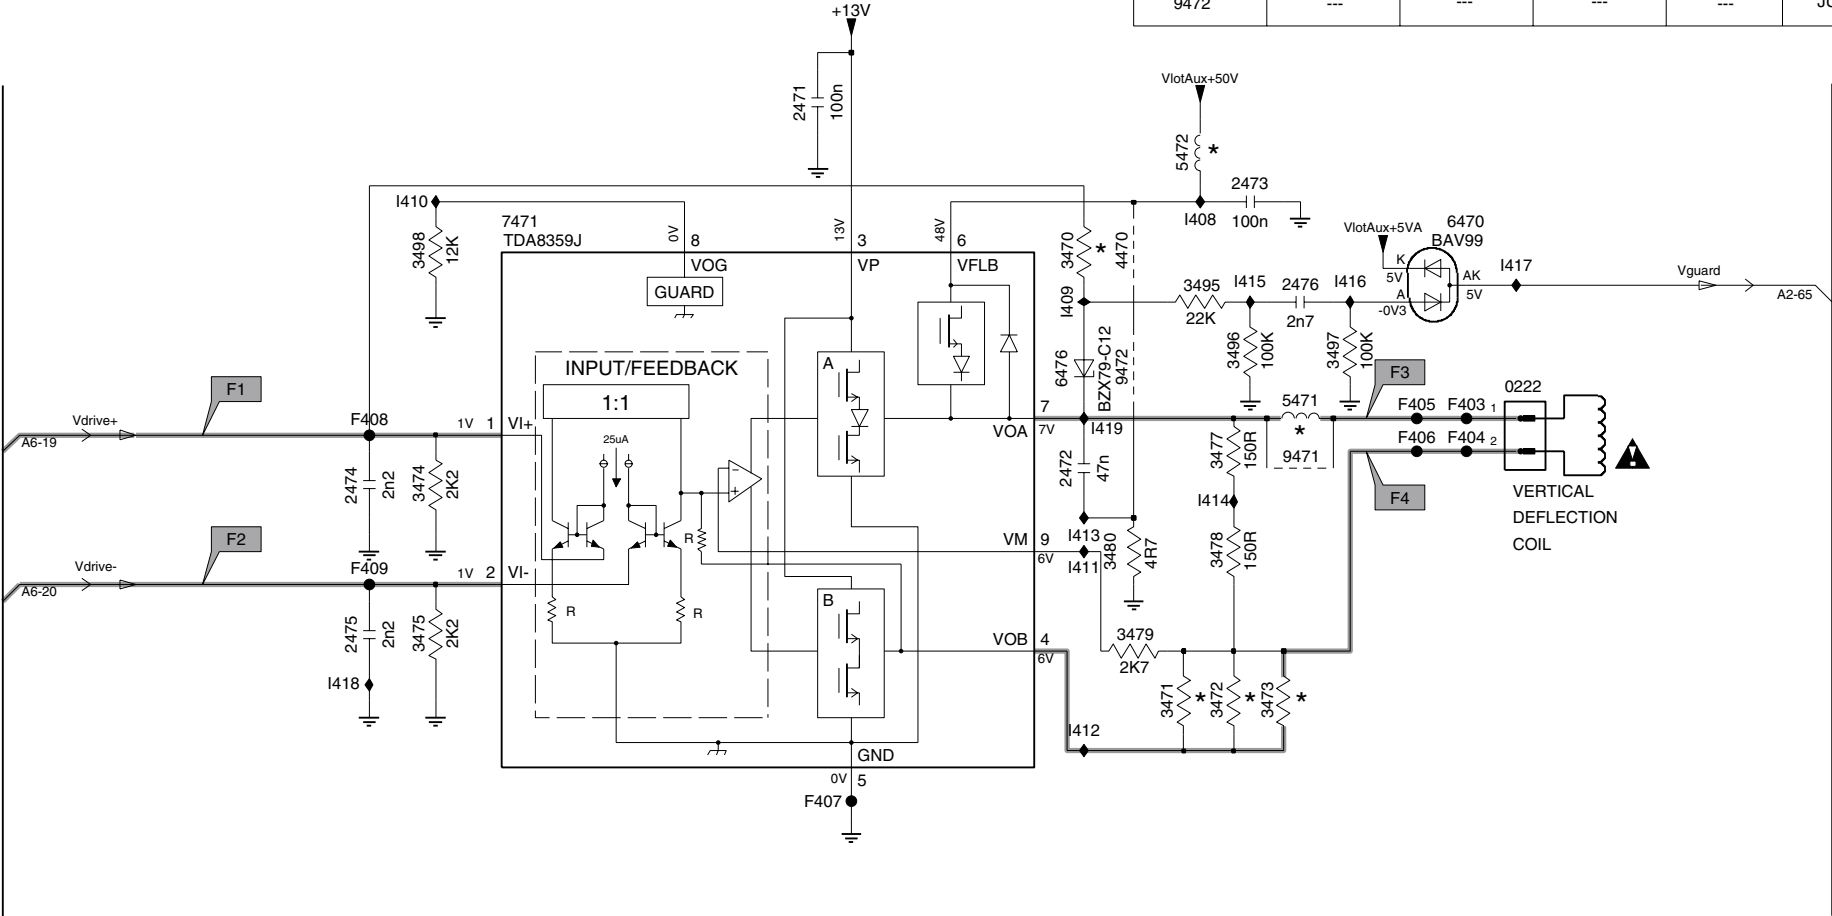 +13V
9472 --- --- --- ---
VlotAux+50V
2471
100n
5472
*
2473
I410
7471
TDA8359J
I408
100n
3498
12K
0V
8
13V
3
48V
6
3470
*
4470
VlotAux+5VA
6470
BAV99
VOG
VP
VFLB
K
5V
AK
5V
I417
Vguard
A2-65
GUARD
I409
3495
22K
I415
2476
2n7
I416
A
-0V3
3496
100K
3497
100K
INPUT/FEEDBACK
A
6476
BZX79-C12
9472
1:1
F1
F3
0222
Vdrive+
F408
1V
1
VI+
25uA
7
VOA
7V
I419
5471
*
9471
F405
F403
1
F406
F404
2
A6-19
3477
150R
2474
2n2
3474
2K2
-
+
2472
47n
I414
F4
VERTICAL
DEFLECTION
COIL
F2
R
VM
9
6V
I413
I411
3480
4R7
3478
150R
Vdrive-
F409
1V
2
VI-
A6-20
B
R
R
2475
2n2
3475
2K2
VOB
4
6V
3479
2K7
I418
3471
*
3472
*
3473
*
I412
GND
0V
5
F407